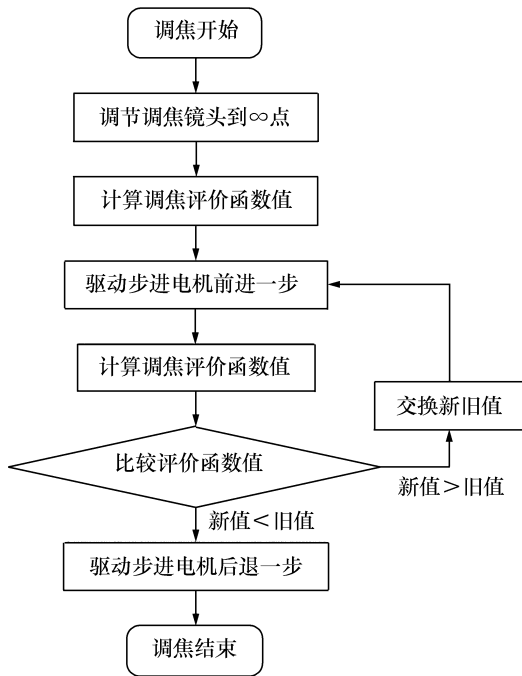 调焦开始
调节调焦镜头到∞点
计算调焦评价函数值
驱动步进电机前进一步
计算调焦评价函数值
交换新旧值
比较评价函数值
新值＞旧值
新值＜旧值
驱动步进电机后退一步
调焦结束